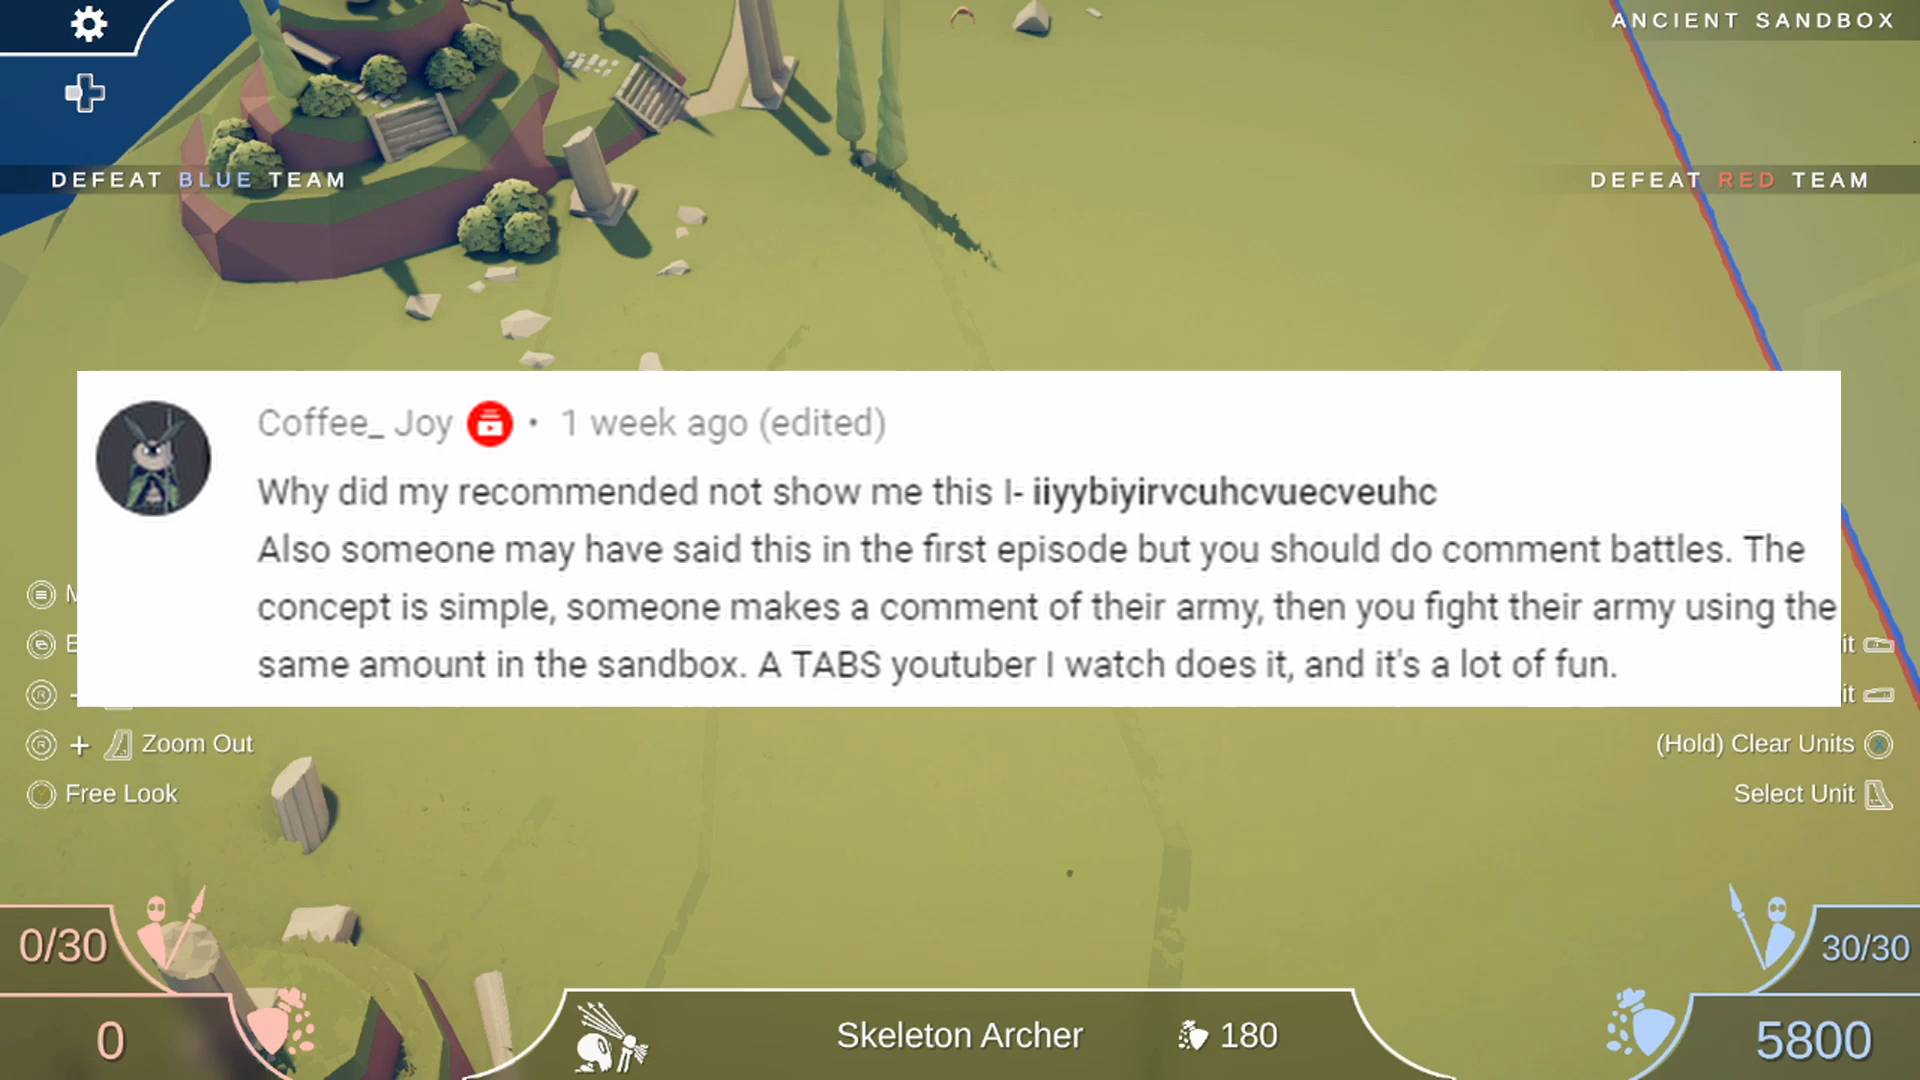 ANCIENT SANDBOX
DEFEAT BLUE TEAM
DEFEAT RED TEAM
Coffee_ Joy • 1 week ago (edited)
Why did my recommended not show me this I- iiyybiyirvcuhcvuecveuhc
Also someone may have said this in the first episode but you should do comment battles. The
concept is simple, someone makes a comment of their army, then you fight their army using the
same amount in the sandbox. A TABS youtuber I watch does it, and it's a lot of fun.
R + Zoom Out
Free Look
(Hold) Clear Units X
Select Unit
0/30
30/30
0
Skeleton Archer 180
5800